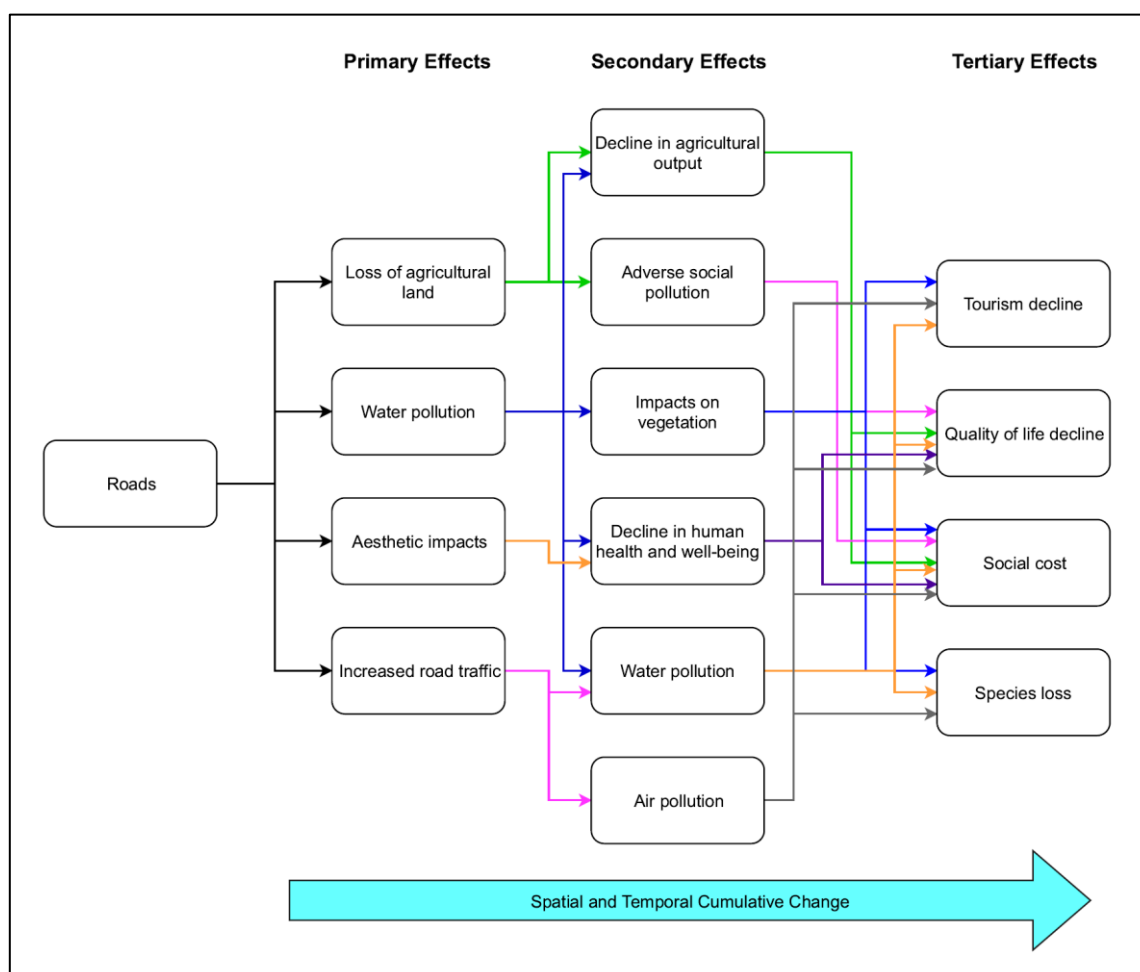 Primary Effects
Secondary Effects
Tertiary Effects
Decline in agricultural
output
Loss of agricultural
land
Adverse social
pollution
Tourism decline
Water pollution
Impacts on
vegetation
Quality of life decline
Roads
Aesthetic impacts
Decline in human
health and well-being
Social cost
Increased road traffic
Water pollution
Species loss
Air pollution
Spatial and Temporal Cumulative Change